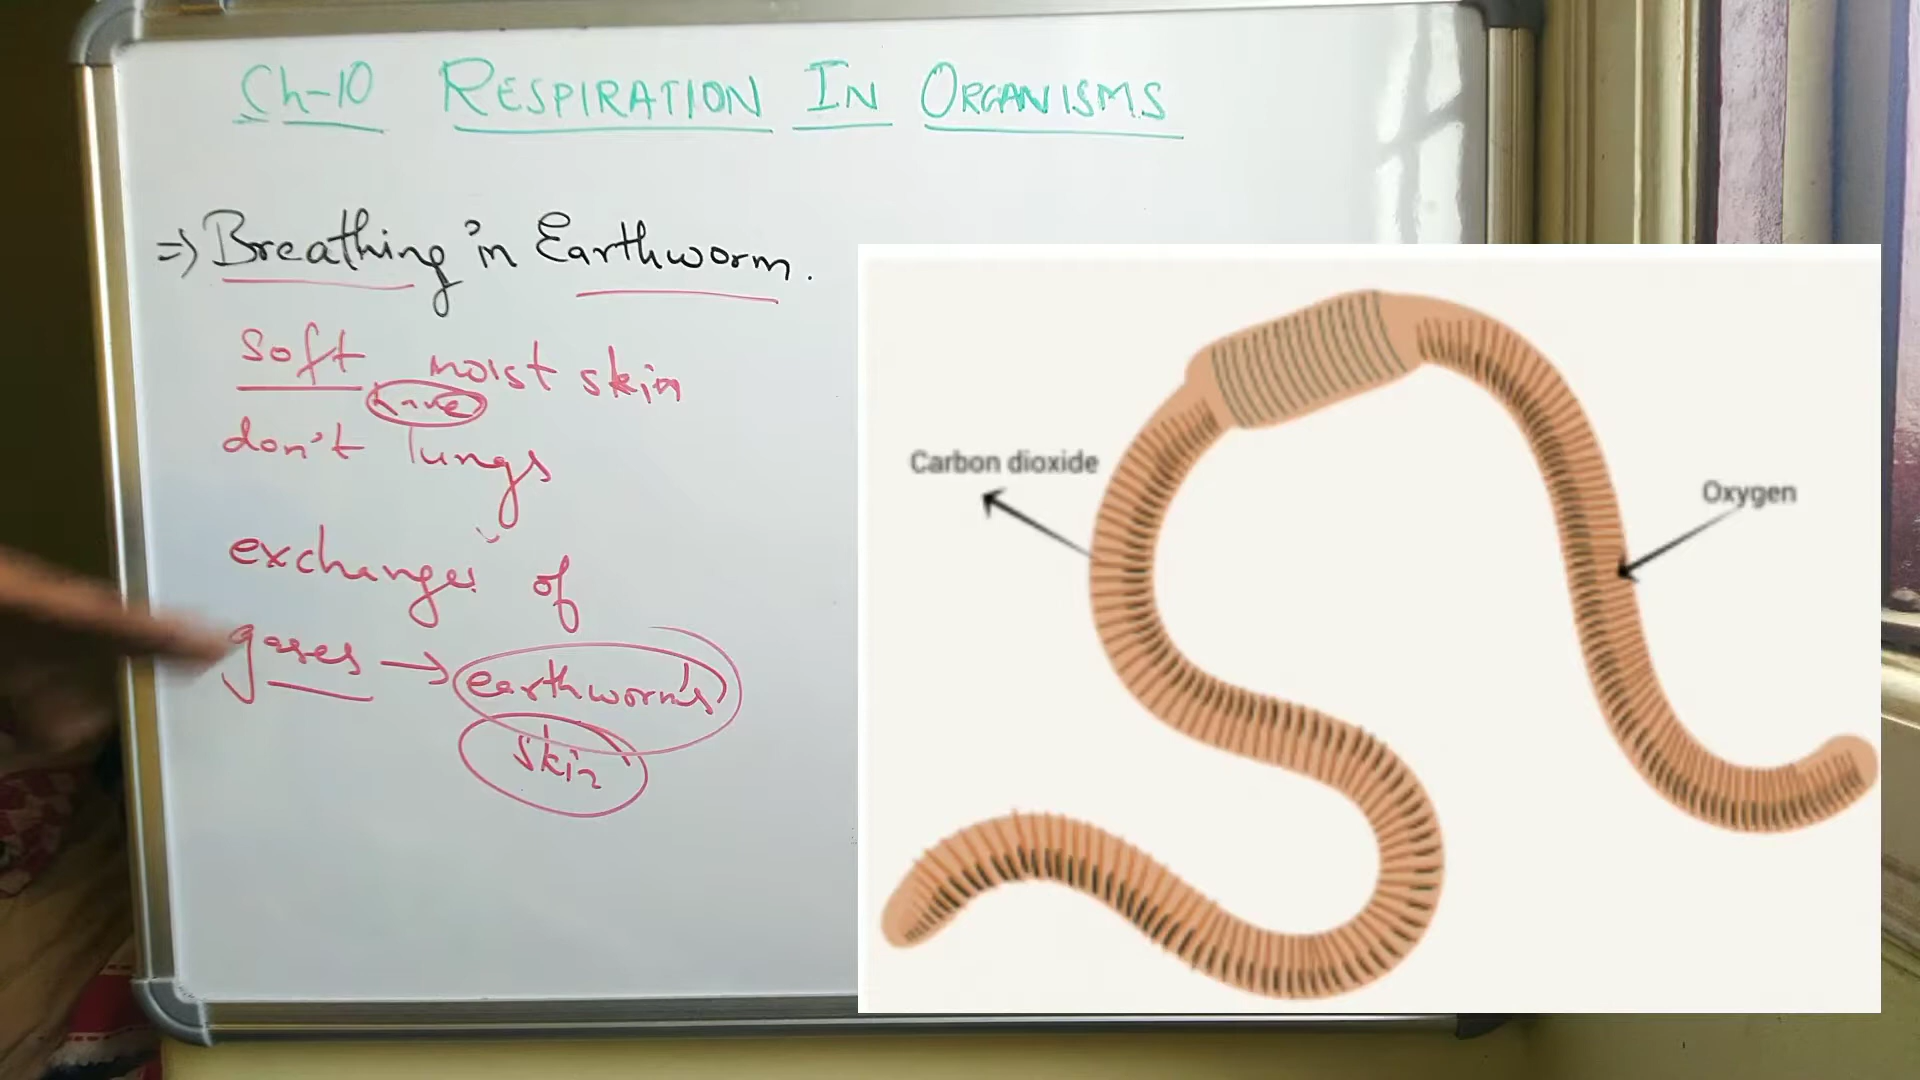 Ch-10 RESPIRATION IN ORGANISMS
=> Breathing in Earthworm.
soft moist skin
have
don't lungs
exchanges of
gases → earthworm's
skin
Carbon dioxide
Oxygen